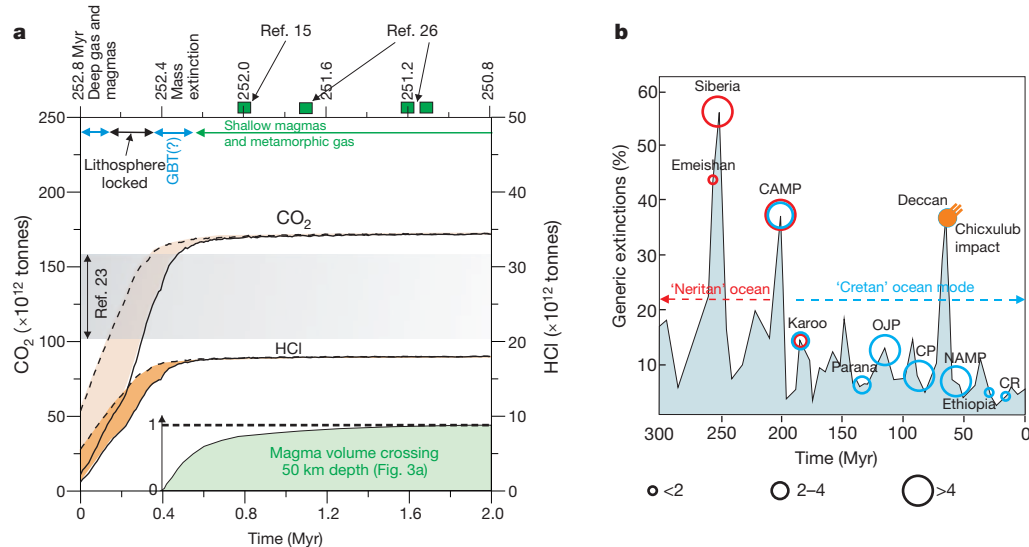 a
252.8 Myr
Deep gas and
magmas
252.4
Mass
extinction
252.0
251.6
251.2
250.8
Ref. 15
Ref. 26
250
200
150
100
50
0
CO2 (×10^12 tonnes)
50
40
30
20
10
0
HCl (×10^12 tonnes)
Lithosphere
locked
GBT(?)
Shallow magmas
and metamorphic gas
CO2
Ref. 23
HCl
1
0
Magma volume crossing
50 km depth (Fig. 3a)
0
0.4
0.8
1.2
1.6
2.0
Time (Myr)
b
60
50
40
30
20
10
Generic extinctions (%)
Siberia
Emeishan
CAMP
Deccan
Chicxulub
impact
'Neritan' ocean
'Cretan' ocean mode
Karoo
OJP
Parana
CP
NAMP
Ethiopia
CR
300
250
200
150
100
50
0
Time (Myr)
<2
2–4
>4